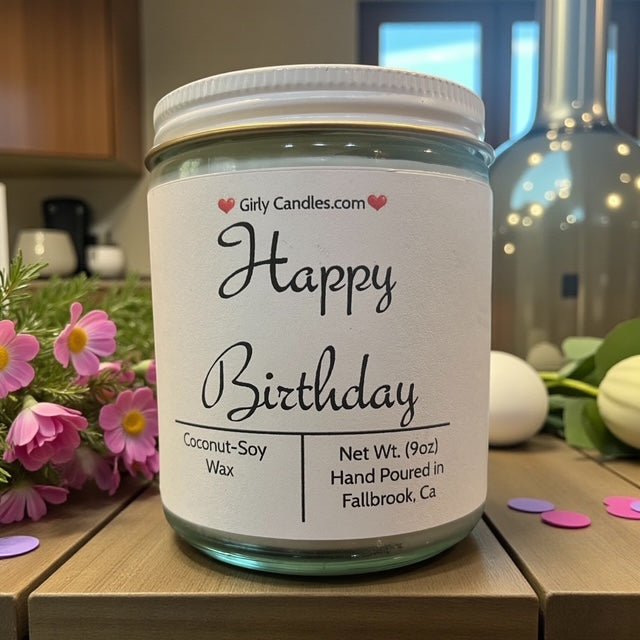 Girly Candles.com
Happy
Birthday
Coconut-Soy
Wax
Net Wt. (9oz)
Hand Poured in
Fallbrook, Ca